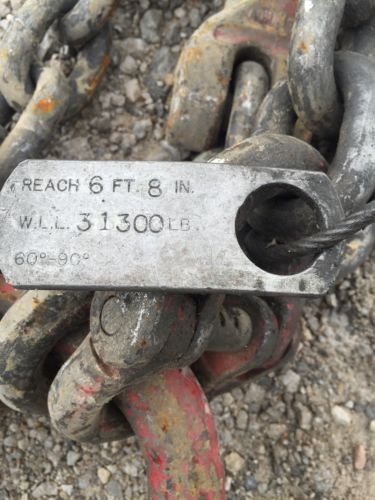 REACH 6 FT. 8 IN.
W.L.L. 31300 LB.
60°-90°